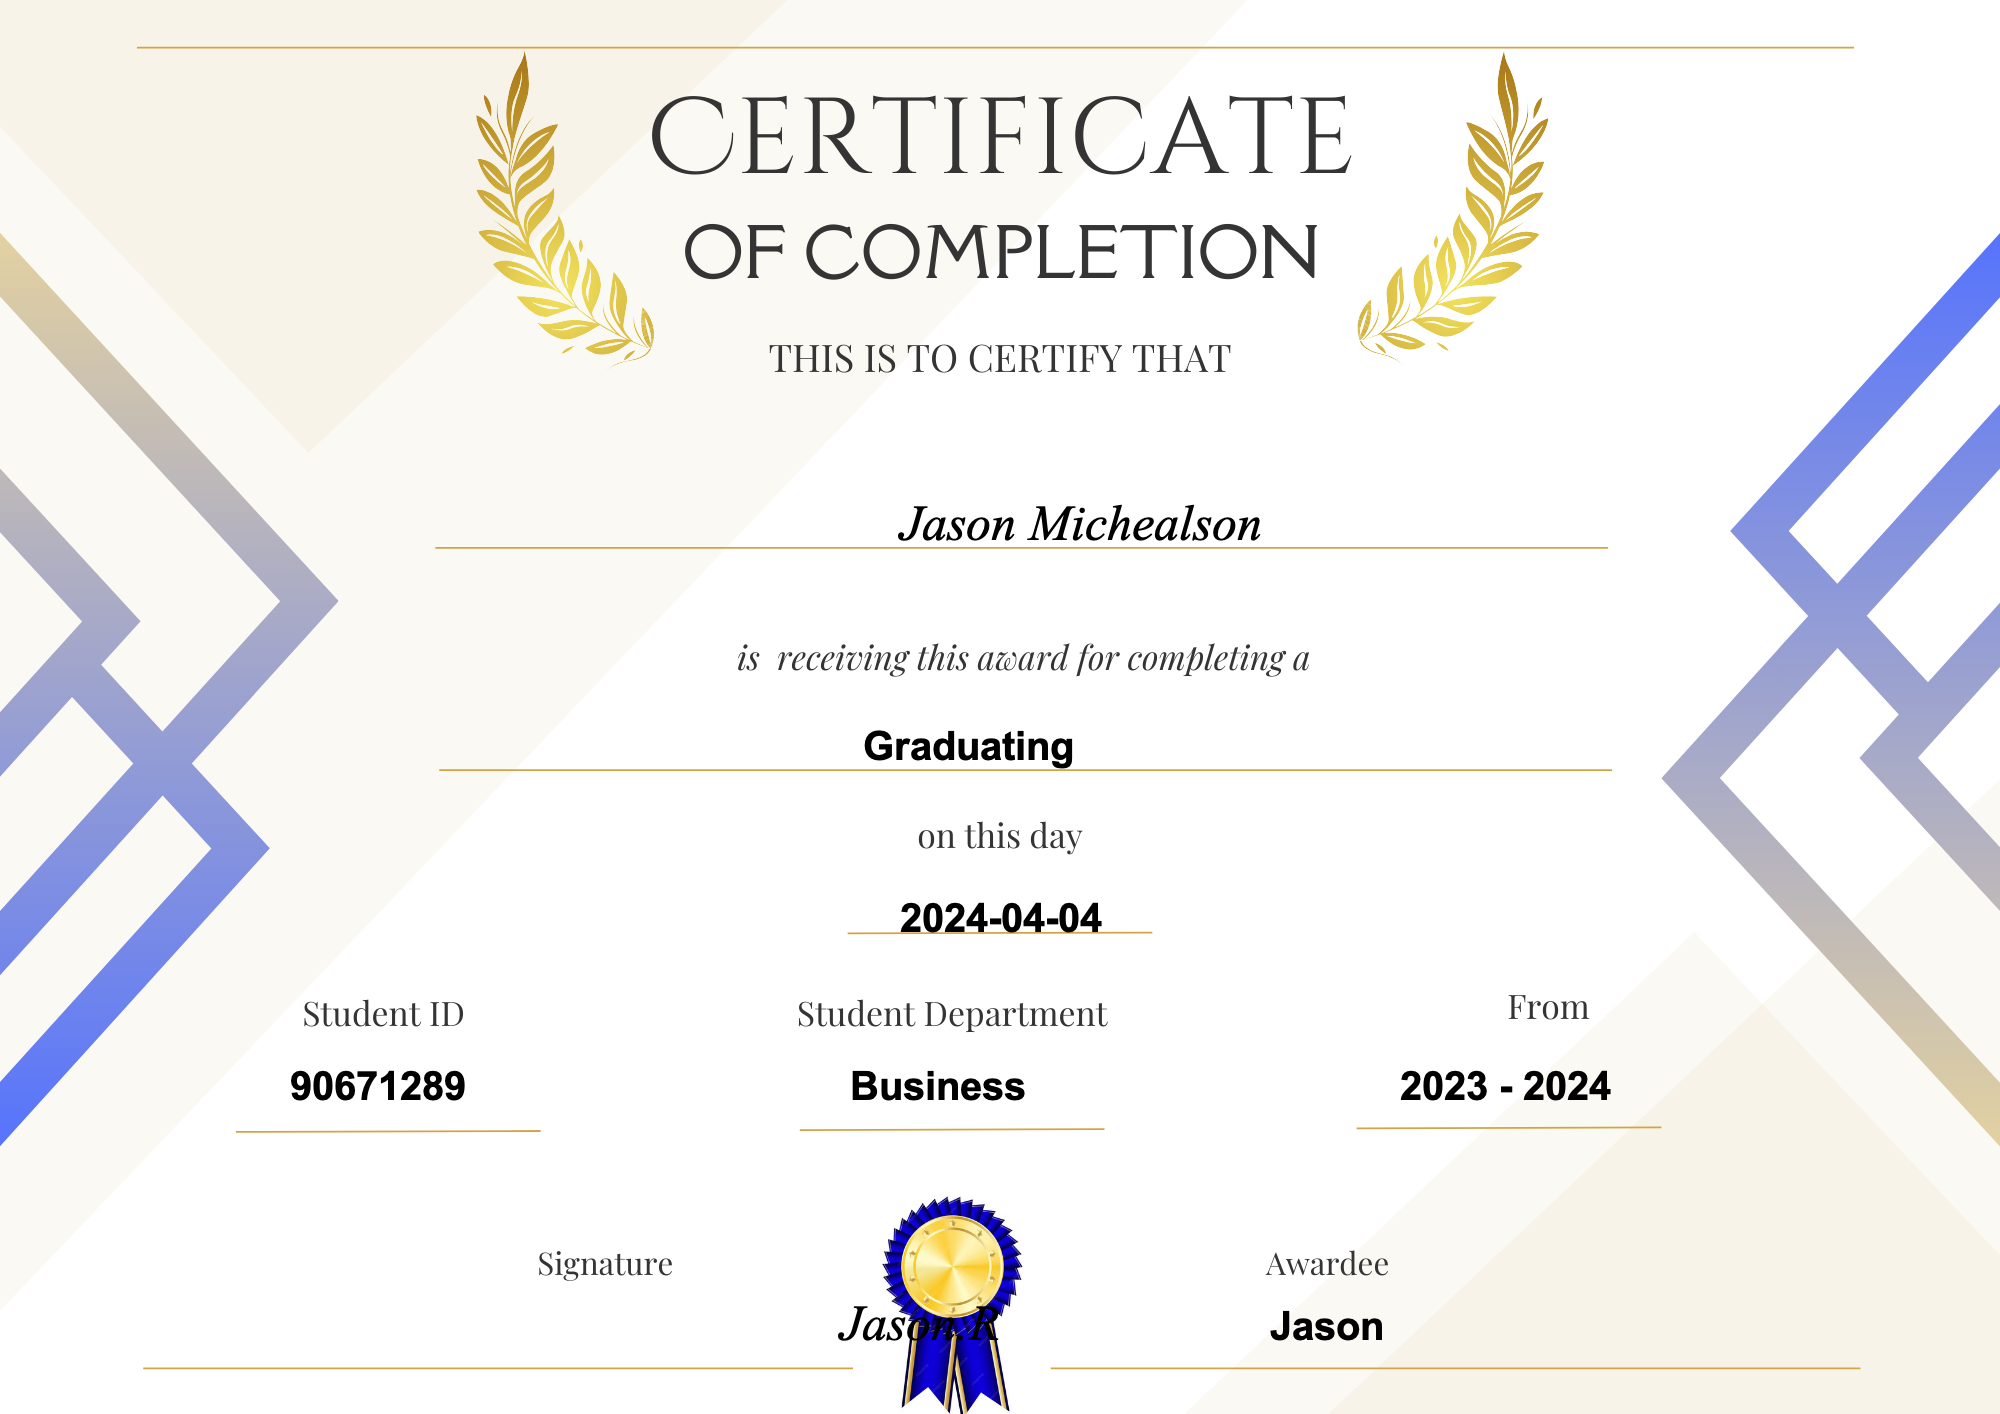 CERTIFICATE
OF COMPLETION
THIS IS TO CERTIFY THAT
Jason Michealson
is receiving this award for completing a
Graduating
on this day
2024-04-04
Student ID
Student Department
From
90671289
Business
2023 - 2024
Signature
Awardee
Jason.R
Jason